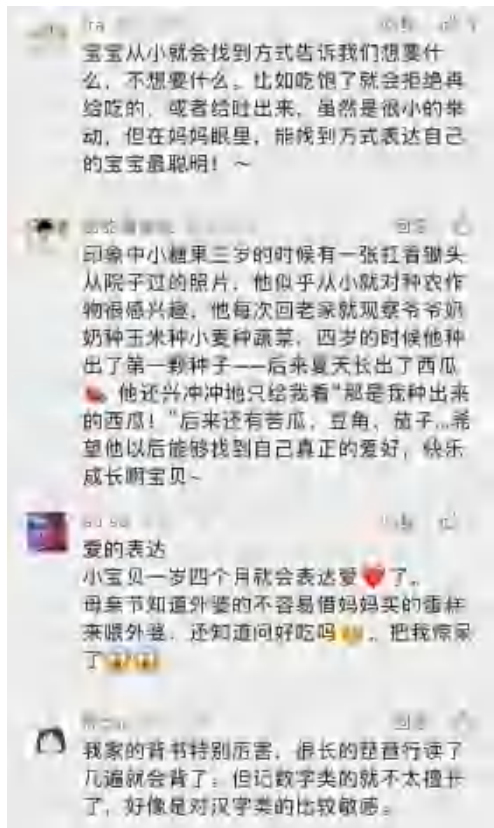 宝宝从小就会找到方式告诉我们想要什
么，不想要什么。比如吃饱了就会拒绝再
给吃的，或者给吐出来，虽然是很小的举
动，但在妈妈眼里，能找到方式表达自己
的宝宝最聪明！～
回复
印象中小糖果三岁的时候有一张扛着锄头
从院子过的照片，他似乎从小就对种农作
物很感兴趣，他每次回老家就观察爷爷奶
奶种玉米种小麦种蔬菜，四岁的时候他种
出了第一颗种子——后来夏天长出了西瓜
🍉，他还兴冲冲地只给我看“那是我种出来
的西瓜！”后来还有苦瓜，豆角，茄子...希
望他以后能够找到自己真正的爱好，快乐
成长啊宝贝~
爱的表达
小宝贝一岁四个月就会表达爱❤️了。
母亲节知道外婆的不容易借妈妈买的蛋糕
来喂外婆，还知道问好吃吗，把我惊呆
了
回复
我家的背书特别厉害，很长的琵琶行读了
几遍就会背了。但记数字类的就不太擅长
了，好像是对汉字类的比较敏感。